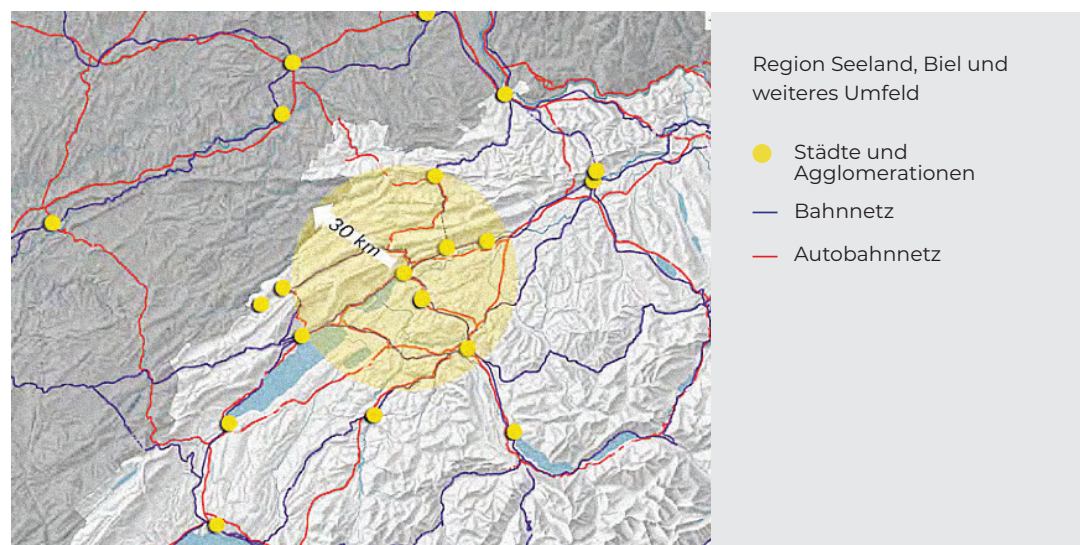 30 km
Region Seeland, Biel und
weiteres Umfeld
Städte und
Agglomerationen
Bahnnetz
Autobahnnetz